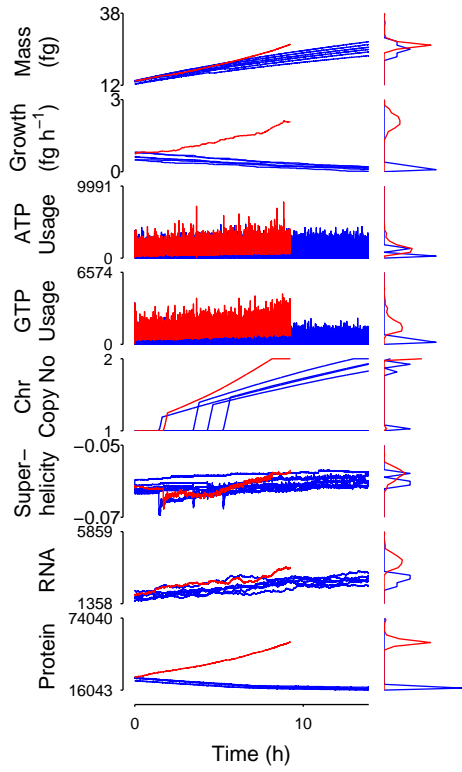 38
Mass
(fg)
12
3
Growth
(fg h−1)
0
9991
ATP
Usage
0
6574
GTP
Usage
0
2
Chr
Copy No
1
−0.05
Super−
helicity
−0.07
5859
RNA
1358
74040
Protein
16043
0 10
Time (h)